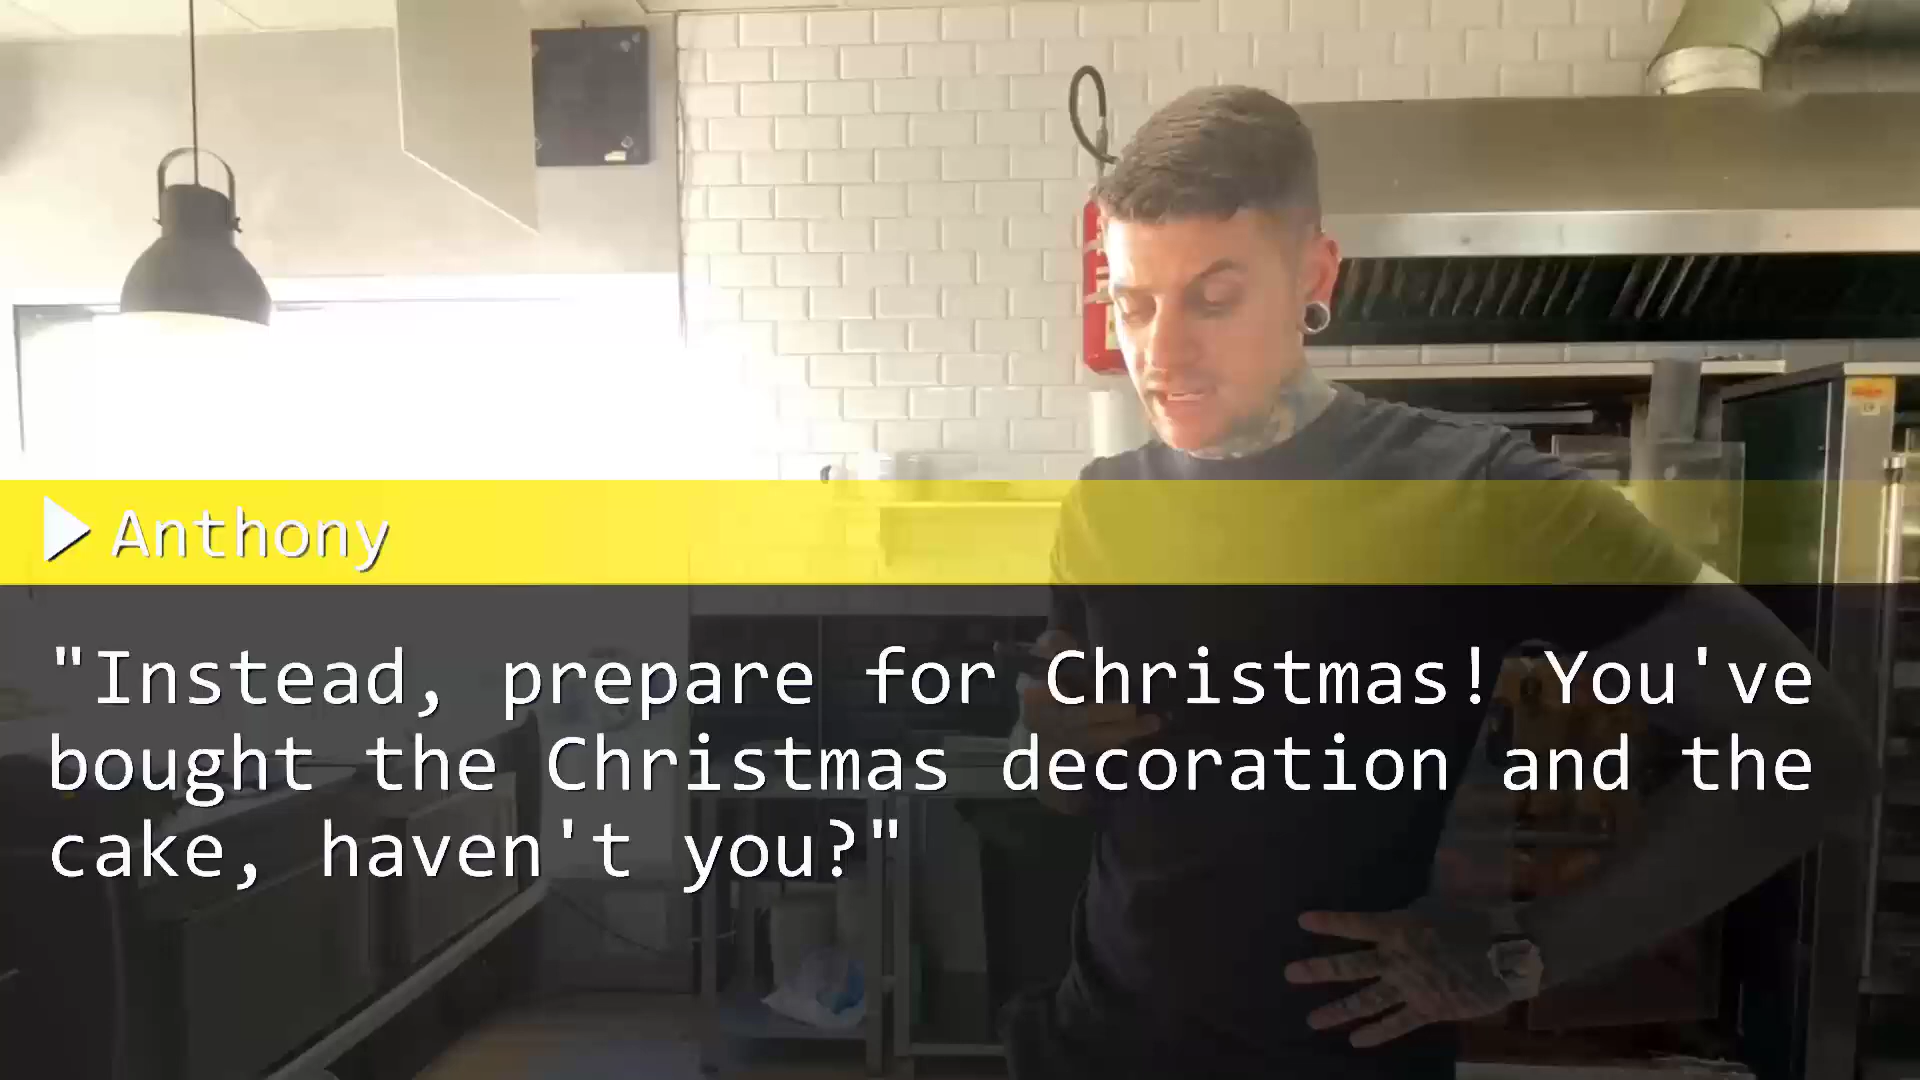 Anthony
"Instead, prepare for Christmas! You've
bought the Christmas decoration and the
cake, haven't you?"